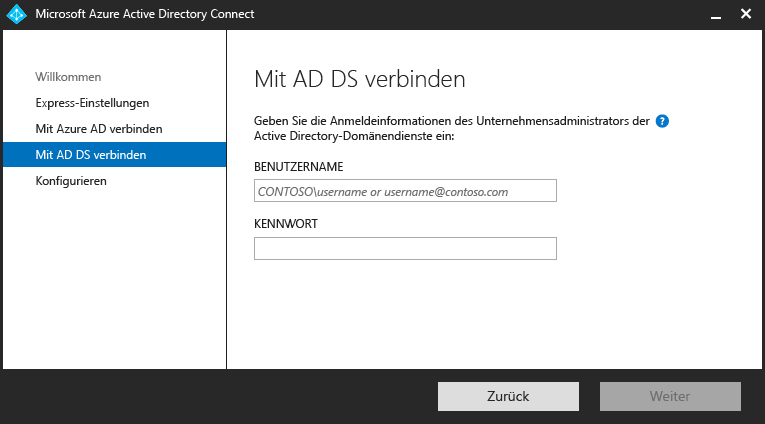 Microsoft Azure Active Directory Connect
Willkommen
Express-Einstellungen
Mit Azure AD verbinden
Mit AD DS verbinden
Konfigurieren
Mit AD DS verbinden
Geben Sie die Anmeldeinformationen des Unternehmensadministrators der ?
Active Directory-Domänendienste ein:
BENUTZERNAME
CONTOSO\username or username@contoso.com
KENNWORT
Zurück
Weiter